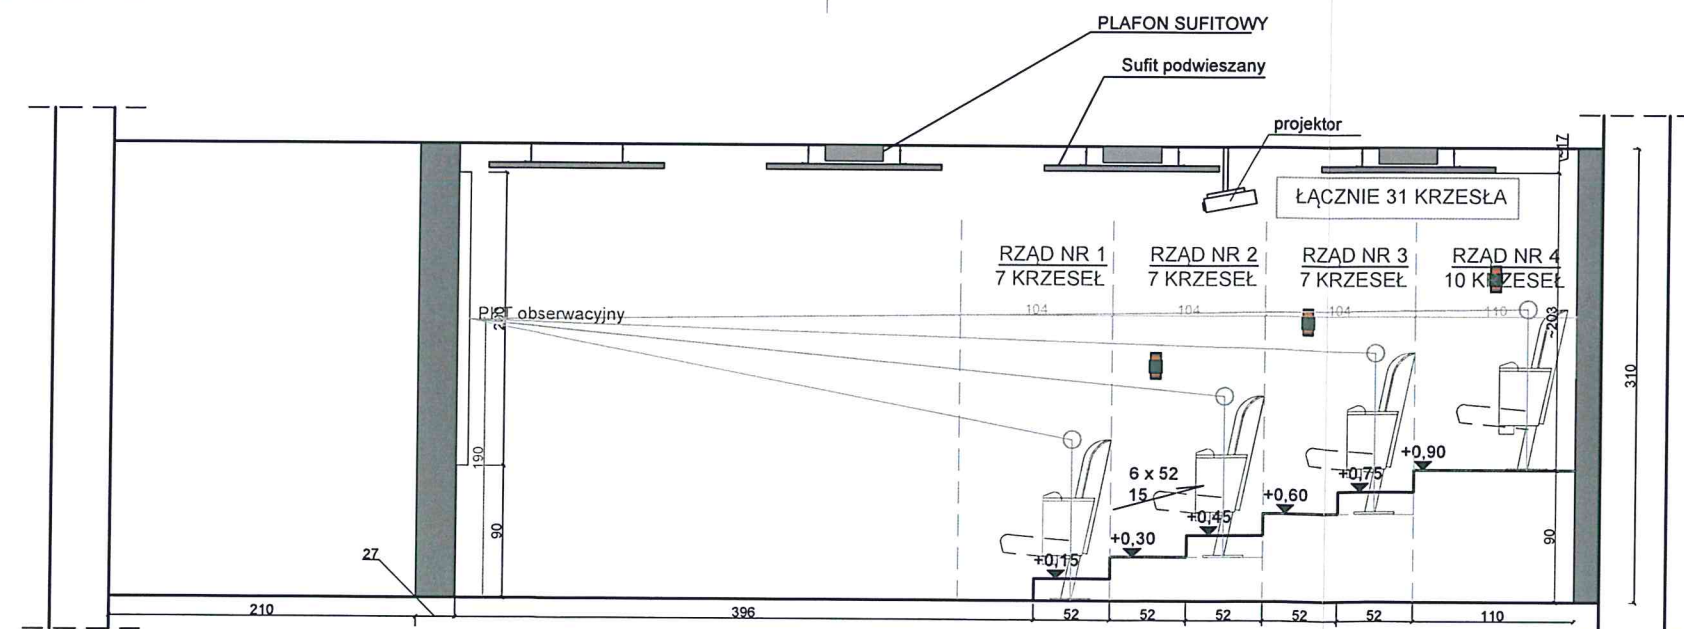 PLAFON SUFITOWY
Sufit podwieszany
projektor
~17
ŁĄCZNIE 31 KRZESŁA
RZĄD NR 1
7 KRZESEŁ
RZĄD NR 2
7 KRZESEŁ
RZĄD NR 3
7 KRZESEŁ
RZĄD NR 4
10 KRZESEŁ
104
104
104
110
obserwacyjny
~203
310
190
90
6 x 52
15
+0,15
+0,30
+0,45
+0,60
+0,75
+0,90
90
27
210
396
52
52
52
52
52
110